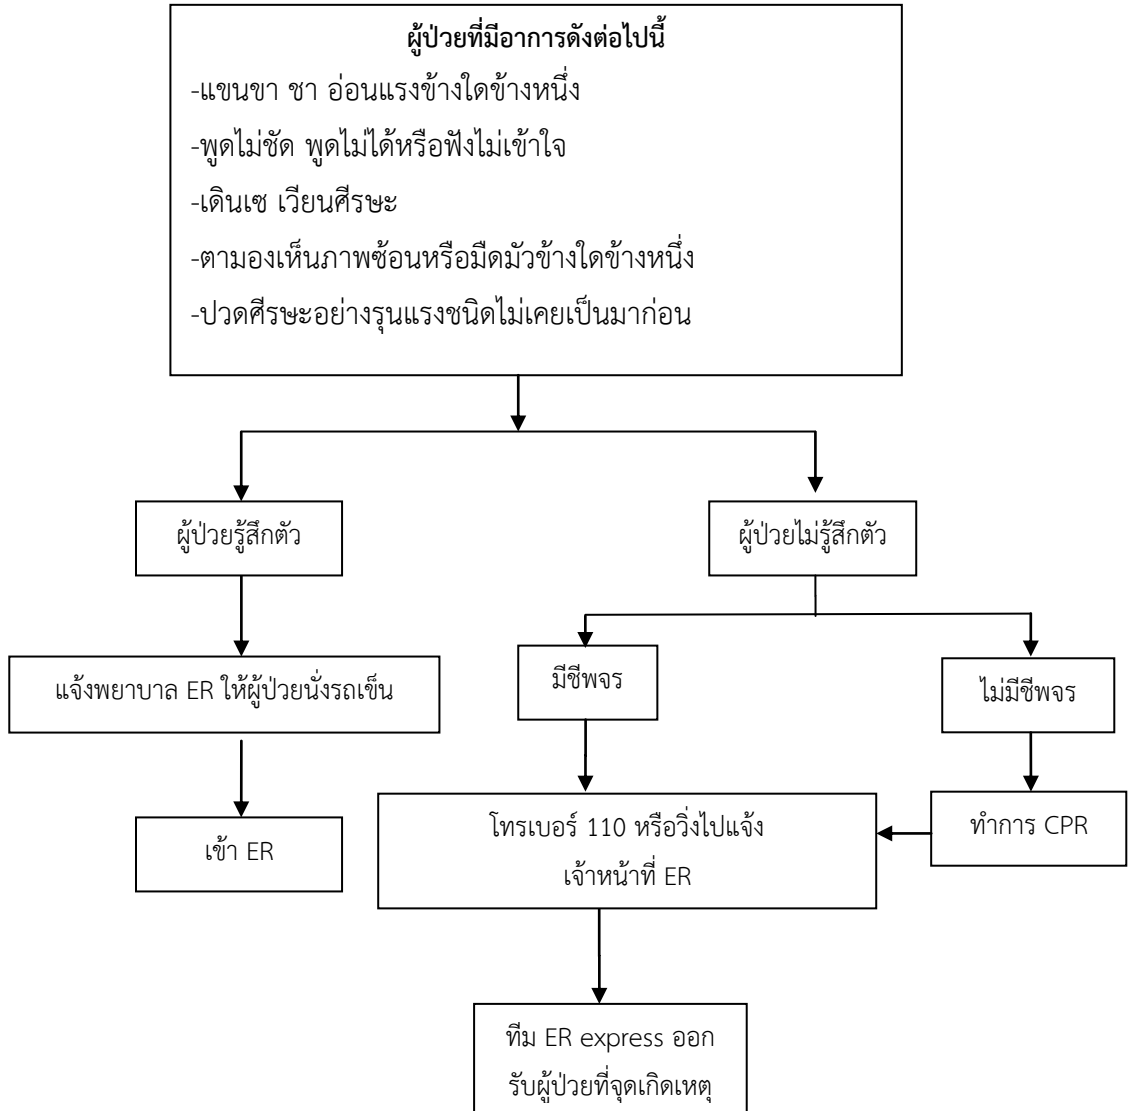 ผู้ป่วยที่มีอาการดังต่อไปนี้
-แขนขา ชา อ่อนแรงข้างใดข้างหนึ่ง
-พูดไม่ชัด พูดไม่ได้หรือฟังไม่เข้าใจ
-เดินเซ เวียนศีรษะ
-ตามองเห็นภาพซ้อนหรือมืดมัวข้างใดข้างหนึ่ง
-ปวดศีรษะอย่างรุนแรงชนิดไม่เคยเป็นมาก่อน
ผู้ป่วยรู้สึกตัว
ผู้ป่วยไม่รู้สึกตัว
แจ้งพยาบาล ER ให้ผู้ป่วยนั่งรถเข็น
มีชีพจร
ไม่มีชีพจร
เข้า ER
โทรเบอร์ 110 หรือวิ่งไปแจ้ง
เจ้าหน้าที่ ER
ทำการ CPR
ทีม ER express ออก
รับผู้ป่วยที่จุดเกิดเหตุ